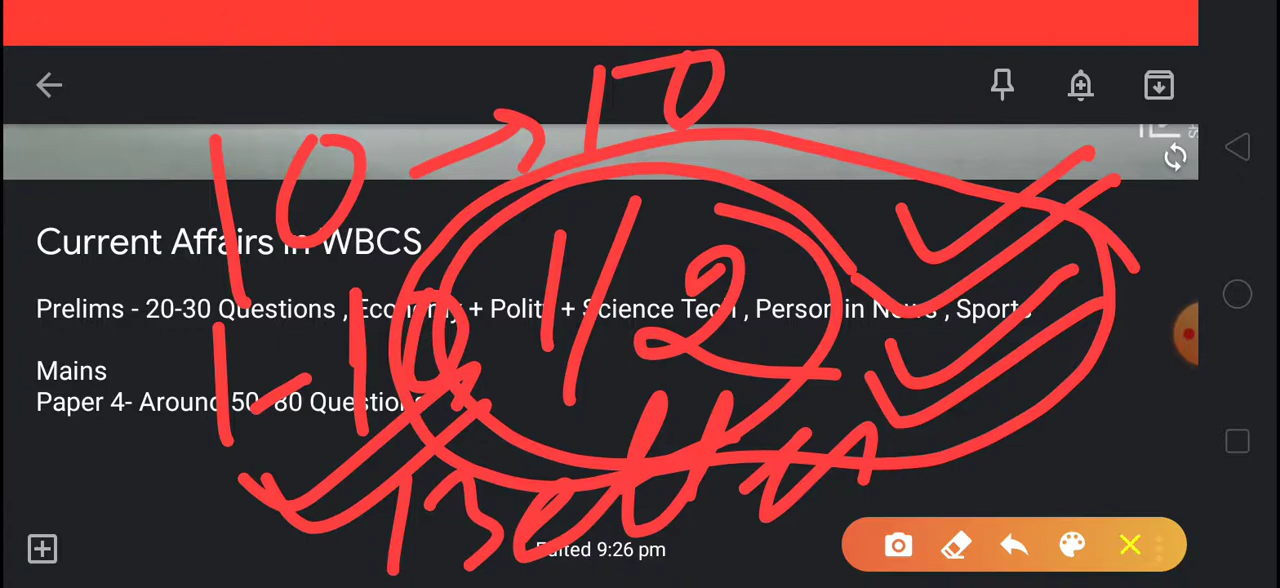 10
10
Current Affairs in WBCS
1/2
Prelims - 20-30 Questions , Economy + Polity + Science Tech , Person in News , Sports
1-10
Mains
Paper 4- Around 50-80 Questions
Edited 9:26 pm